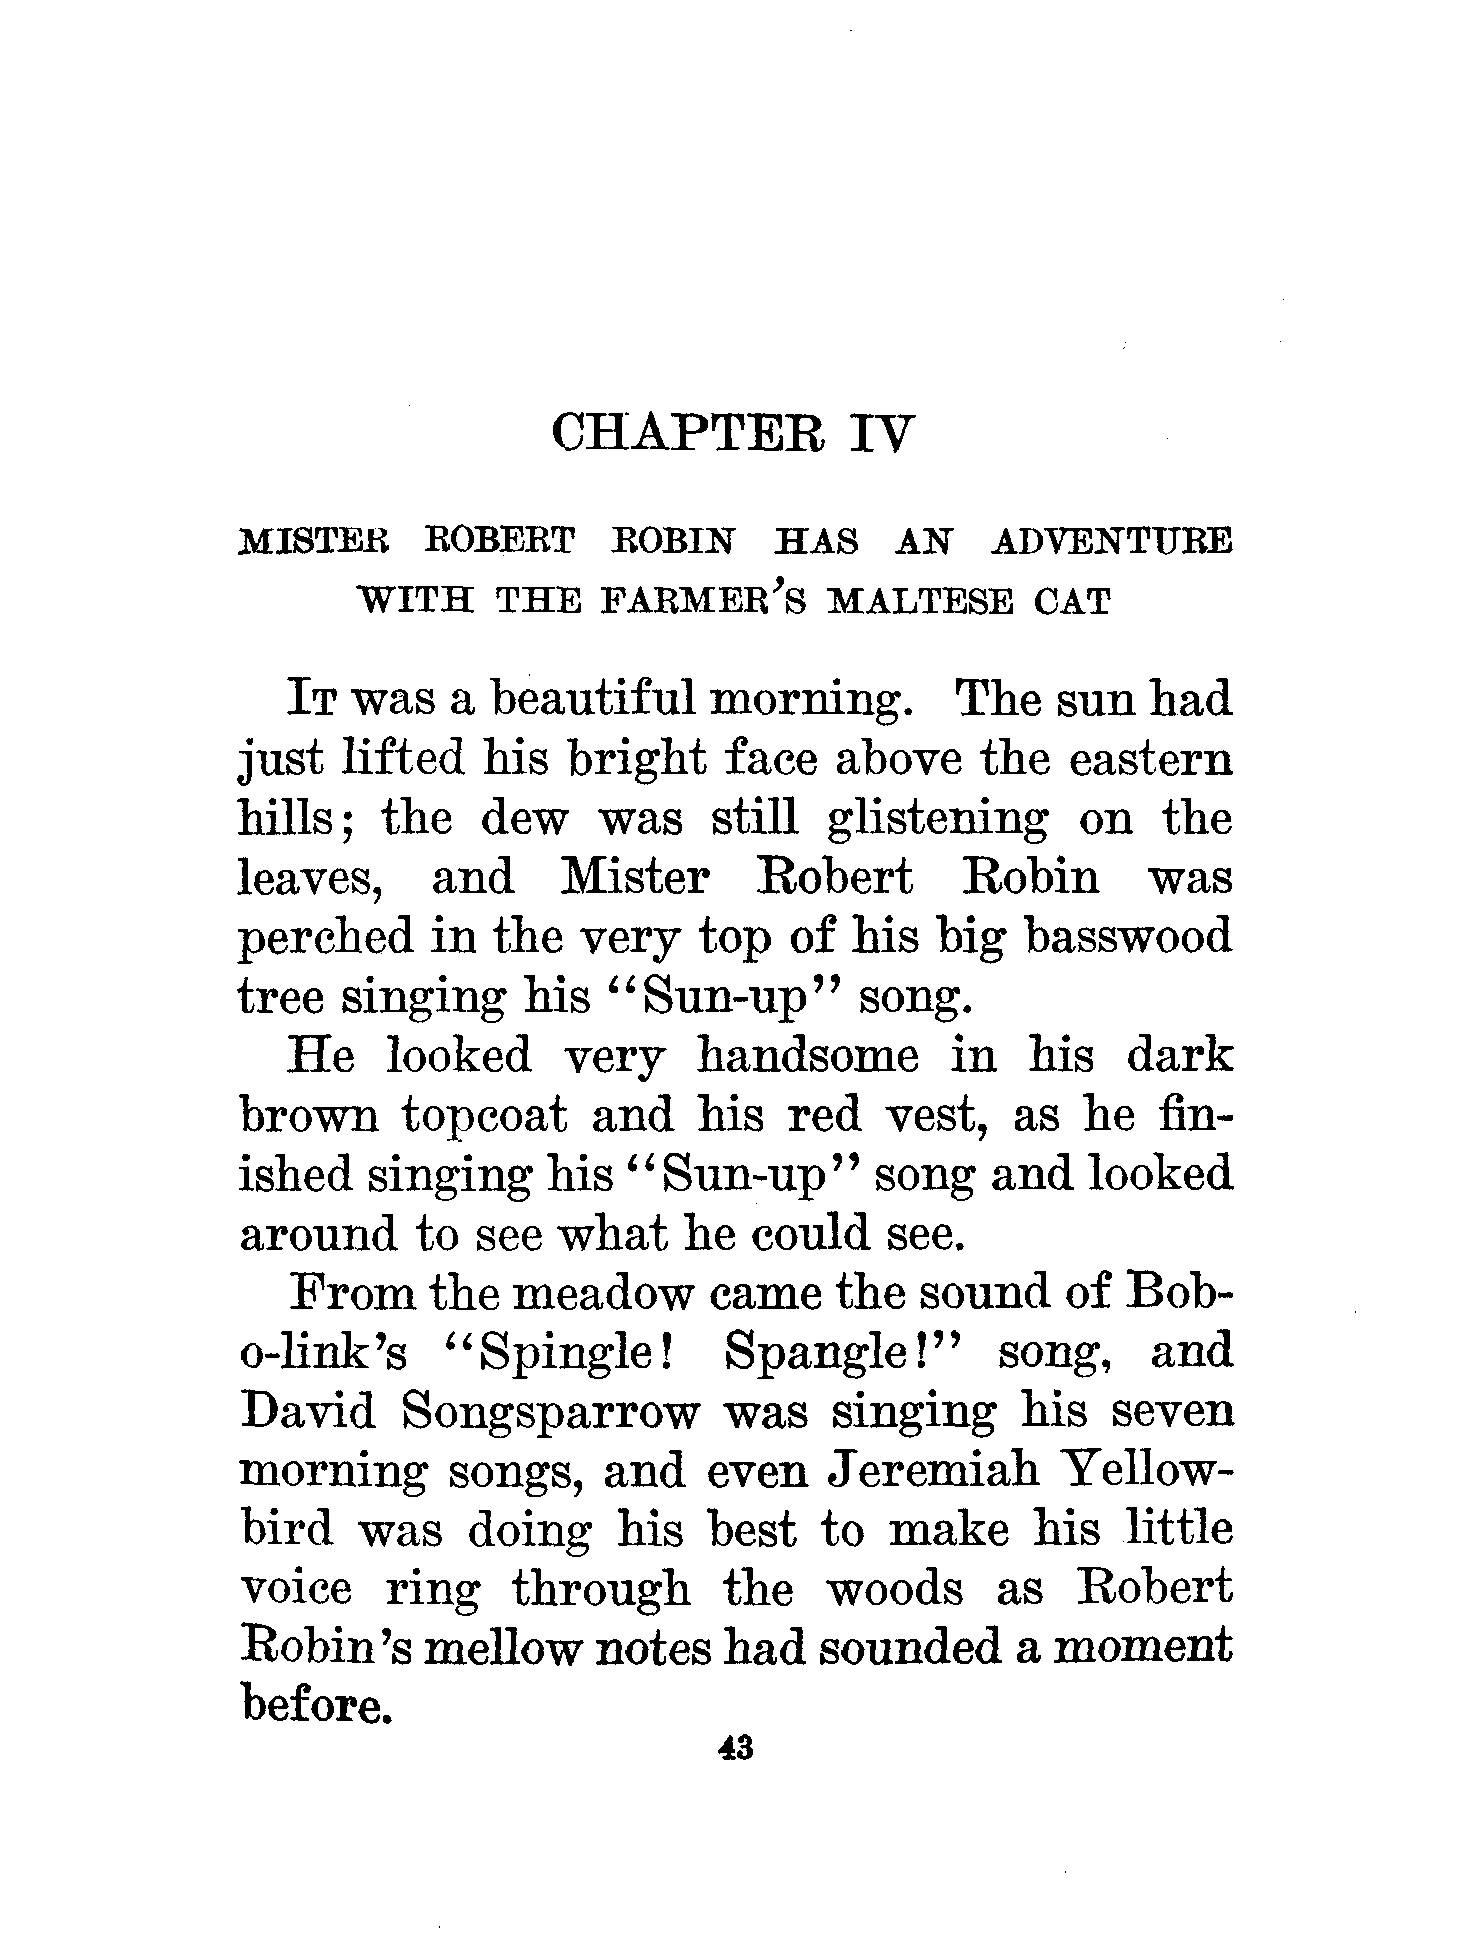 CHAPTER IV
MISTER ROBERT ROBIN HAS AN ADVENTURE
WITH THE FARMER'S MALTESE CAT
IT was a beautiful morning. The sun had
just lifted his bright face above the eastern
hills; the dew was still glistening on the
leaves, and Mister Robert Robin was
perched in the very top of his big basswood
tree singing his "Sun-up" song.
He looked very handsome in his dark
brown topcoat and his red vest, as he fin-
ished singing his "Sun-up" song and looked
around to see what he could see.
From the meadow came the sound of Bob-
o-link's "Spingle! Spangle!" song, and
David Songsparrow was singing his seven
morning songs, and even Jeremiah Yellow-
bird was doing his best to make his little
voice ring through the woods as Robert
Robin's mellow notes had sounded a moment
before.
43